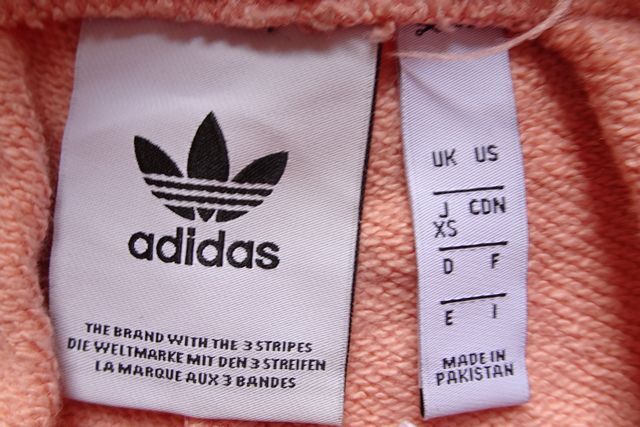 adidas
THE BRAND WITH THE 3 STRIPES
DIE WELTMARKE MIT DEN 3 STREIFEN
LA MARQUE AUX 3 BANDES
UK US
J CDN
XS
D F
E I
MADE IN
PAKISTAN